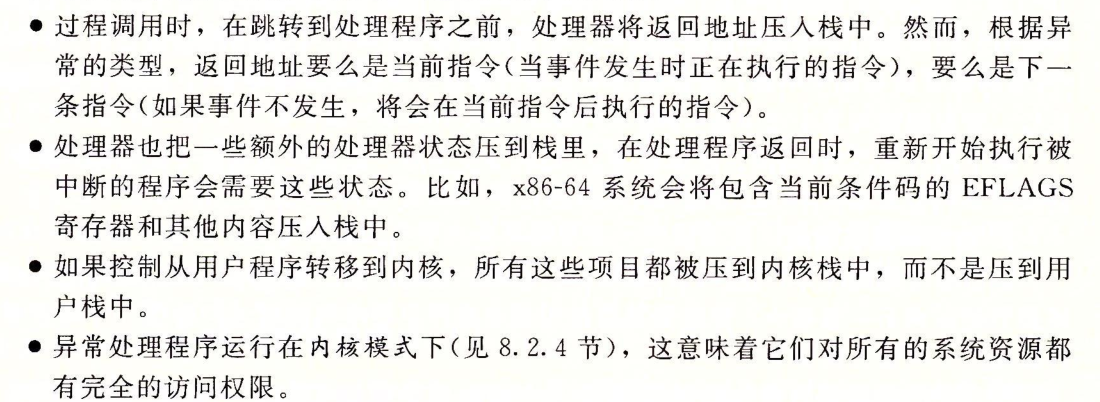 ● 过程调用时，在跳转到处理程序之前，处理器将返回地址压入栈中。然而，根据异
常的类型，返回地址要么是当前指令(当事件发生时正在执行的指令)，要么是下一
条指令(如果事件不发生，将会在当前指令后执行的指令)。
● 处理器也把一些额外的处理器状态压到栈里，在处理程序返回时，重新开始执行被
中断的程序会需要这些状态。比如，x86-64 系统会将包含当前条件码的 EFLAGS
寄存器和其他内容压入栈中。
● 如果控制从用户程序转移到内核，所有这些项目都被压到内核栈中，而不是压到用
户栈中。
● 异常处理程序运行在内核模式下(见 8.2.4 节)，这意味着它们对所有的系统资源都
有完全的访问权限。